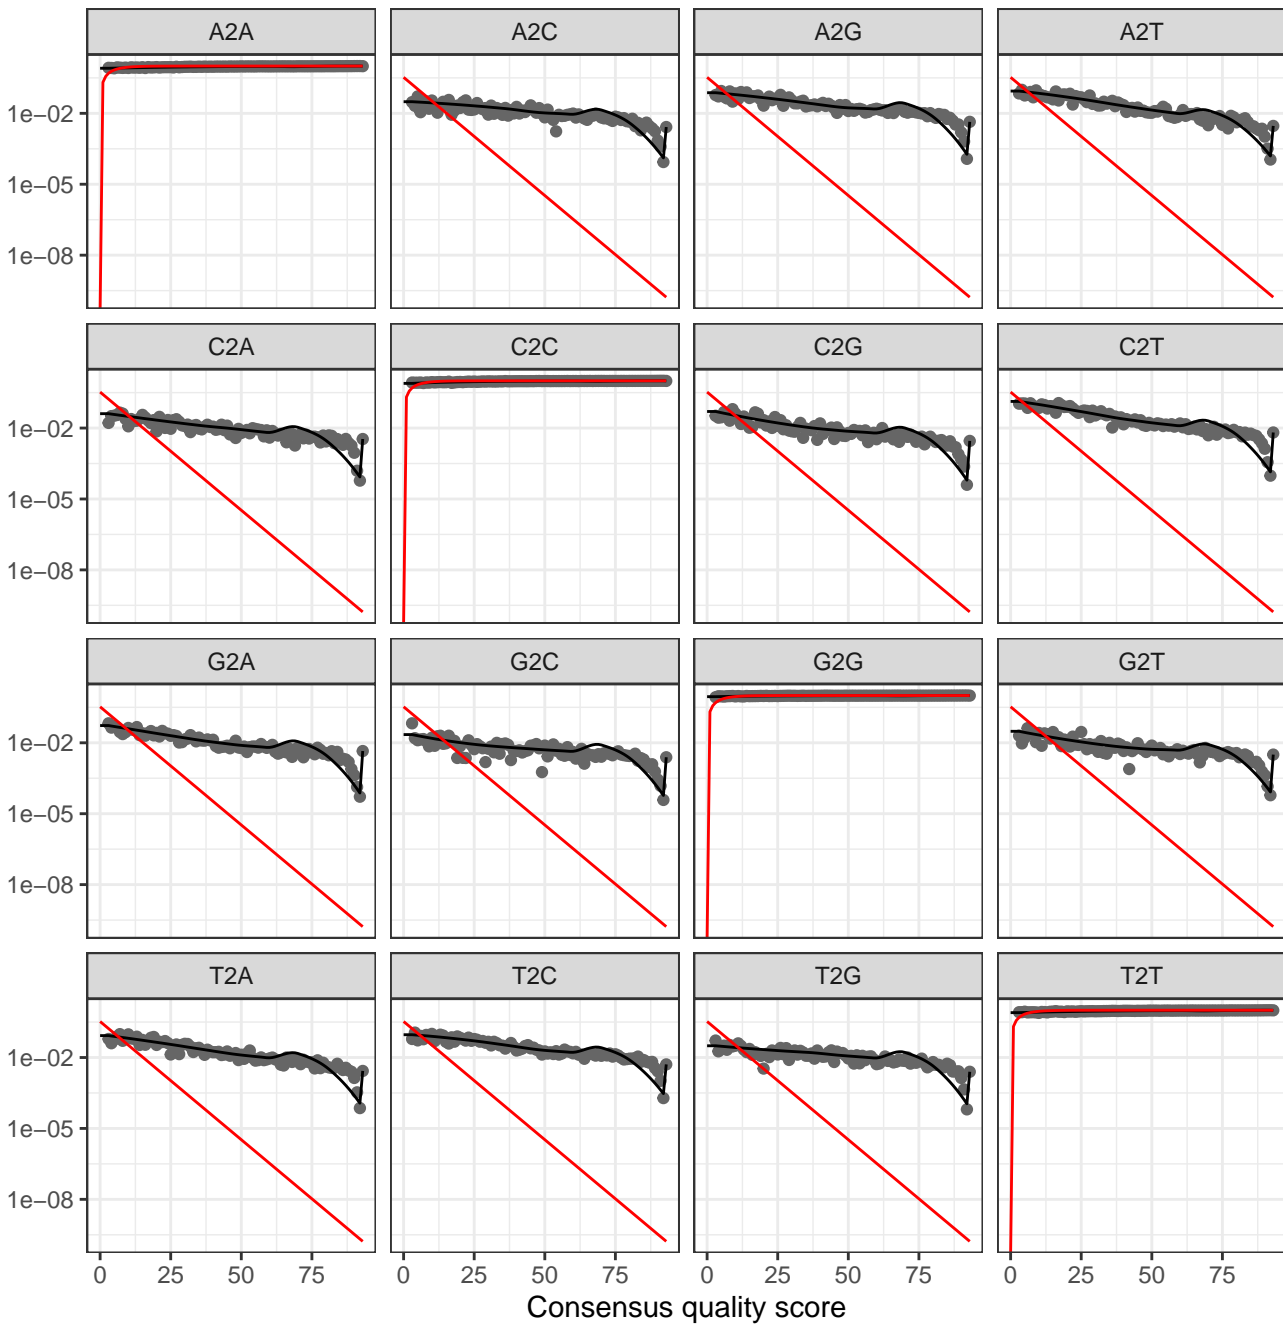 A2A A2C A2G A2T
1e−02
1e−05
1e−08
C2A C2C C2G C2T
1e−02
1e−05
1e−08
G2A G2C G2G G2T
1e−02
1e−05
1e−08
T2A T2C T2G T2T
1e−02
1e−05
1e−08
0 25 50 75 0 25 50 75 0 25 50 75 0 25 50 75
Consensus quality score